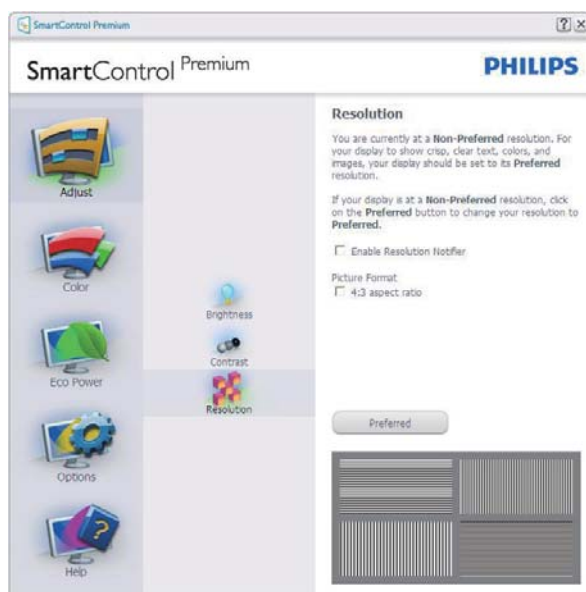 SmartControl Premium
SmartControl Premium
PHILIPS
Adjust
Color
Eco Power
Options
Help
Brightness
Contrast
Resolution
Resolution
You are currently at a Non-Preferred resolution. For
your display to show crisp, clear text, colors, and
images, your display should be set to its Preferred
resolution.
If your display is at a Non-Preferred resolution, click
on the Preferred button to change your resolution to
Preferred.
Enable Resolution Notifier
Picture Format
4:3 aspect ratio
Preferred